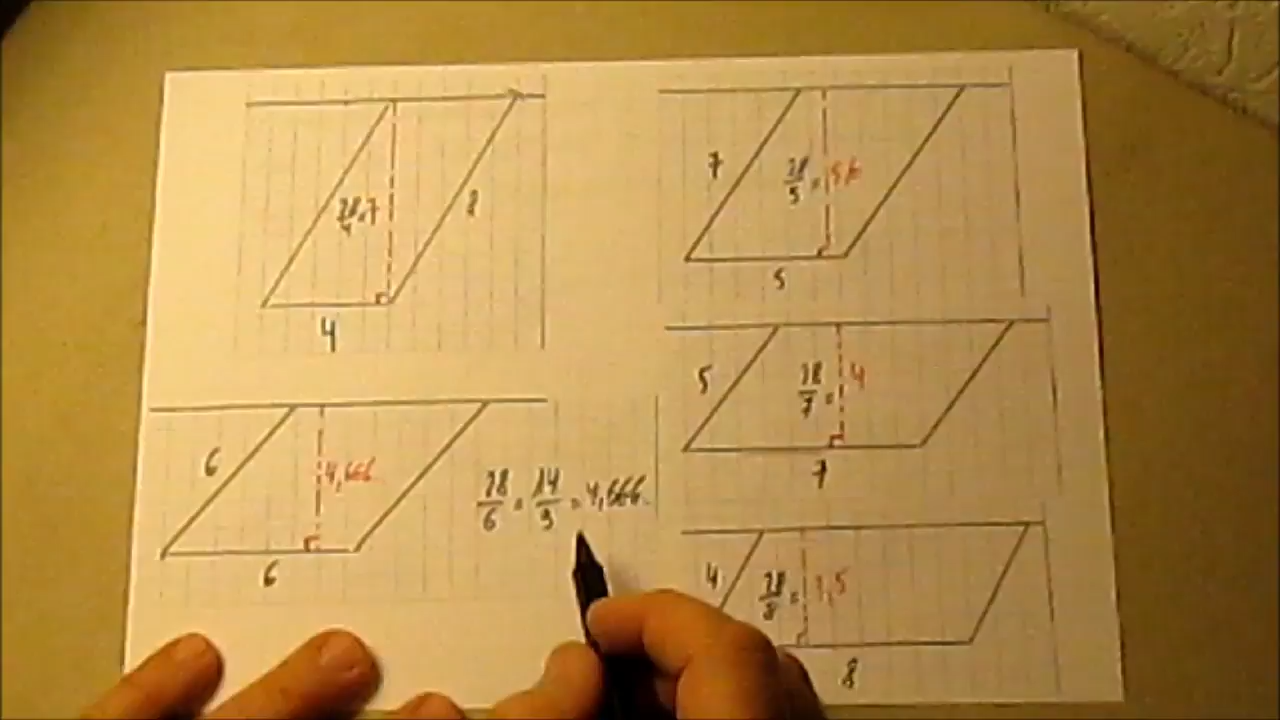 28/4 = 7
8
4
7
28/5 = 5,6
5
5
28/7 = 4
7
6
4,666..
28/6 = 14/3 = 4,666..
6
4
28/8 = 3,5
8